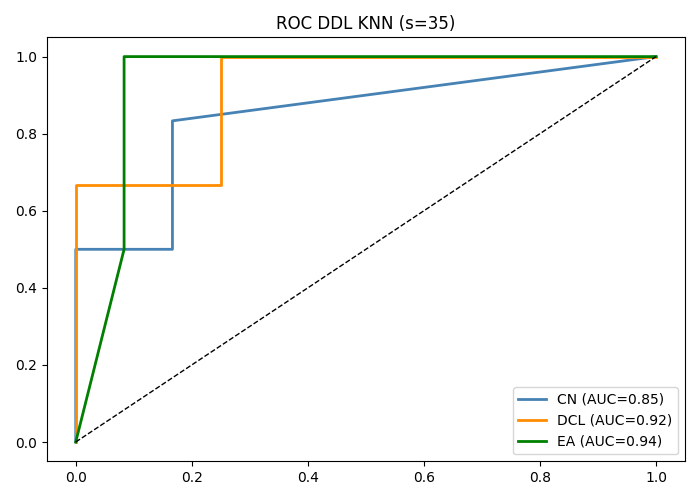 ROC DDL KNN (s=35)
1.0
0.8
0.6
0.4
0.2
0.0
0.0 0.2 0.4 0.6 0.8 1.0
CN (AUC=0.85)
DCL (AUC=0.92)
EA (AUC=0.94)